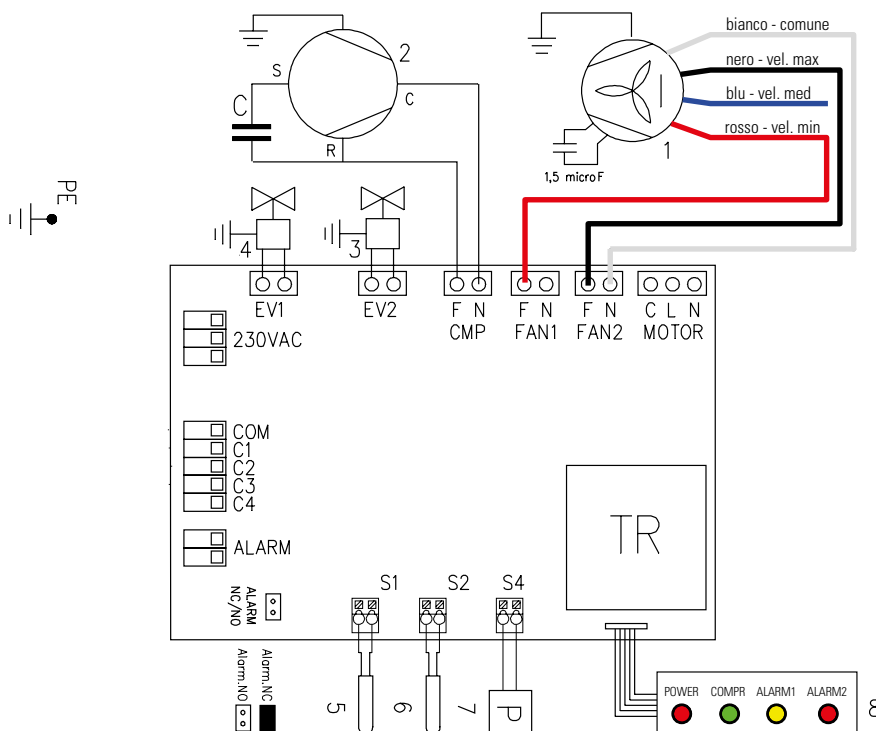 bianco - comune
nero - vel. max
blu - vel. med
rosso - vel. min
S
2
C
C
R
1
1,5 microF
PE
4
3
EV1
EV2
F N
CMP
F N
FAN1
F N
FAN2
C L N
MOTOR
230VAC
COM
C1
C2
C3
C4
ALARM
TR
ALARM
NC/NO
S1
S2
S4
Alarm.NO
Alarm.NC
5
6
7
P
POWER
COMPR
ALARM1
ALARM2
8